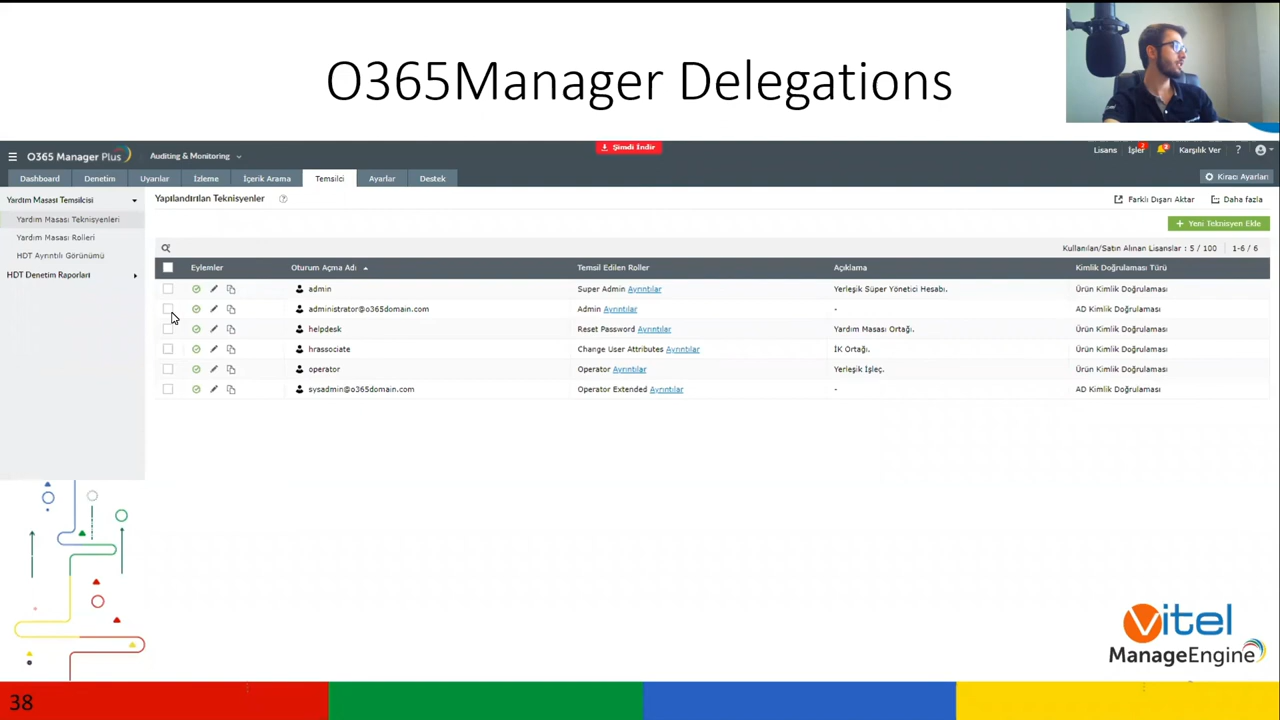 O365Manager Delegations
O365 Manager Plus
Auditing & Monitoring
Şimdi İndir
Lisans
İşler
Karşılık Ver
?
Dashboard
Denetim
Uyarılar
İzleme
İçerik Arama
Temsilci
Ayarlar
Destek
Kiracı Ayarları
Yardım Masası Temsilcisi
Yardım Masası Teknisyenleri
Yardım Masası Rolleri
HDT Ayrıntılı Görünümü
HDT Denetim Raporları
Yapılandırılan Teknisyenler
Farklı Dışarı Aktar
Daha fazla
+ Yeni Teknisyen Ekle
Kullanılan/Satın Alınan Lisanslar : 5 / 100 | 1-6 / 6
Eylemler Oturum Açma Adı Temsil Edilen Roller Açıklama Kimlik Doğrulaması Türü
admin Super Admin Ayrıntılar Yerleşik Süper Yönetici Hesabı. Ürün Kimlik Doğrulaması
administrator@o365domain.com Admin Ayrıntılar - AD Kimlik Doğrulaması
helpdesk Reset Password Ayrıntılar Yardım Masası Ortağı. Ürün Kimlik Doğrulaması
hrassociate Change User Attributes Ayrıntılar İK Ortağı. Ürün Kimlik Doğrulaması
operator Operator Ayrıntılar Yerleşik İşleç. Ürün Kimlik Doğrulaması
sysadmin@o365domain.com Operator Extended Ayrıntılar - AD Kimlik Doğrulaması
Vitel
ManageEngine
38